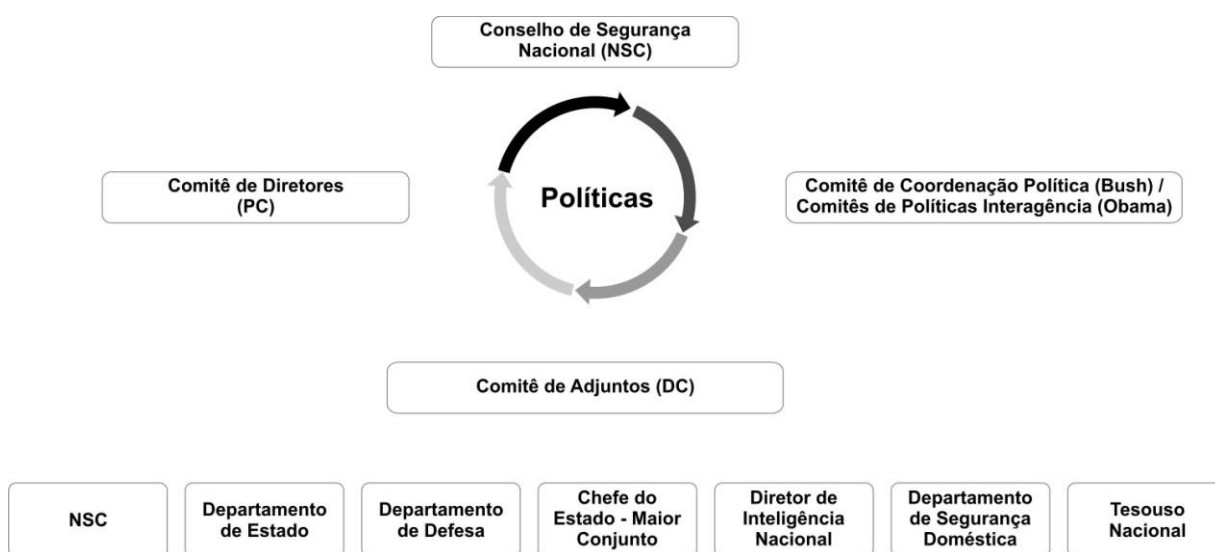 Conselho de Segurança
Nacional (NSC)
Comitê de Diretores
(PC)
Políticas
Comitê de Coordenação Política (Bush) /
Comitês de Políticas Interagência (Obama)
Comitê de Adjuntos (DC)
NSC
Departamento
de Estado
Departamento
de Defesa
Chefe do
Estado - Maior
Conjunto
Diretor de
Inteligência
Nacional
Departamento
de Segurança
Doméstica
Tesouso
Nacional